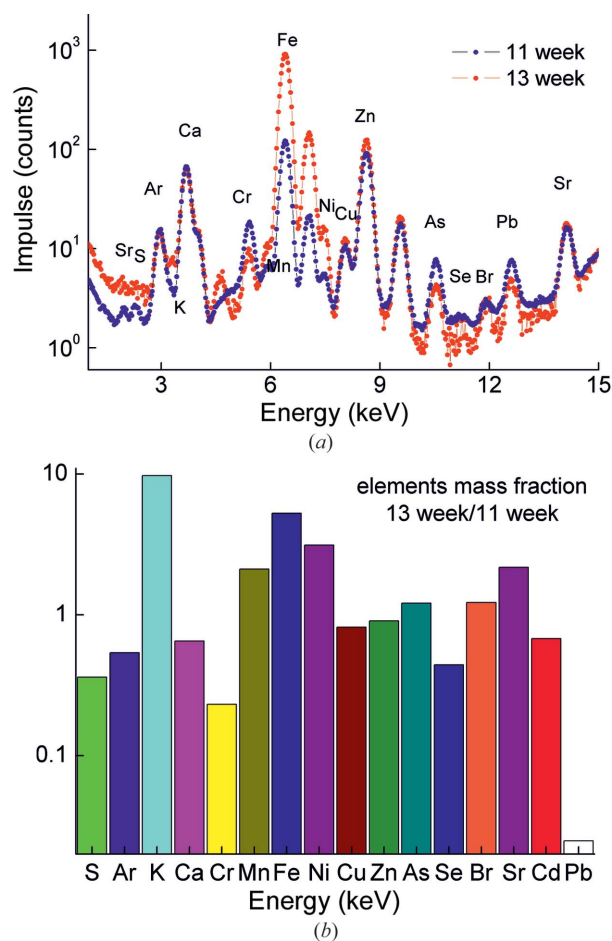 10³
Fe
11 week
13 week
Ca
Zn
10²
Impulse (counts)
Ar
Cr
Ni
Cu
Sr
As
Pb
Sr S
10¹
Mn
Se Br
K
10⁰
3 6 9 12 15
Energy (keV)
(a)
10
elements mass fraction
13 week/11 week
1
0.1
S Ar K Ca Cr Mn Fe Ni Cu Zn As Se Br Sr Cd Pb
Energy (keV)
(b)